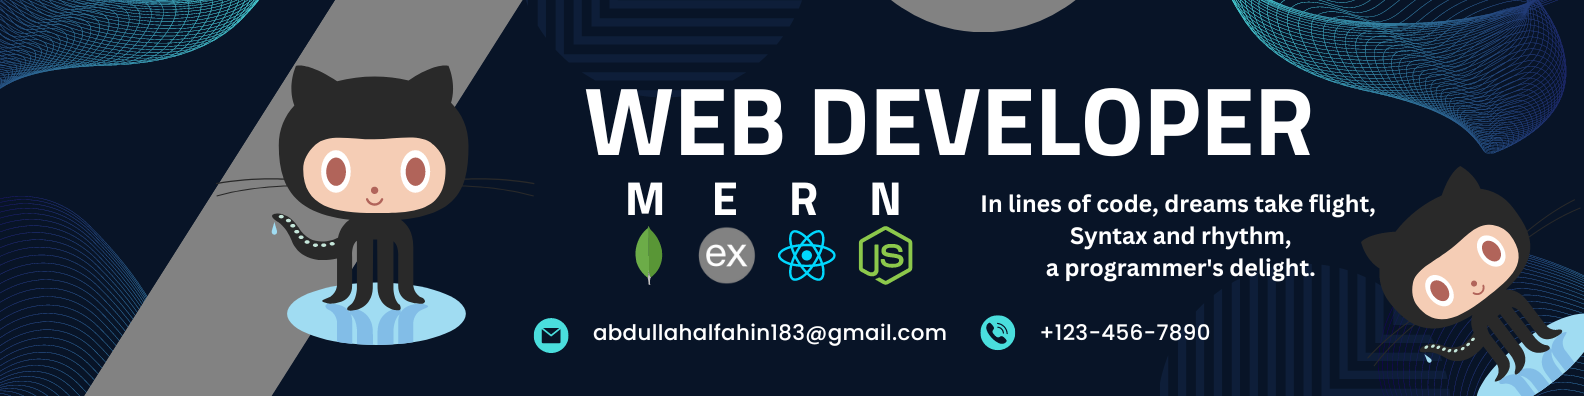 WEB DEVELOPER
M E R N
ex JS
In lines of code, dreams take flight,
Syntax and rhythm,
a programmer's delight.
abdullahalfahin183@gmail.com
+123-456-7890